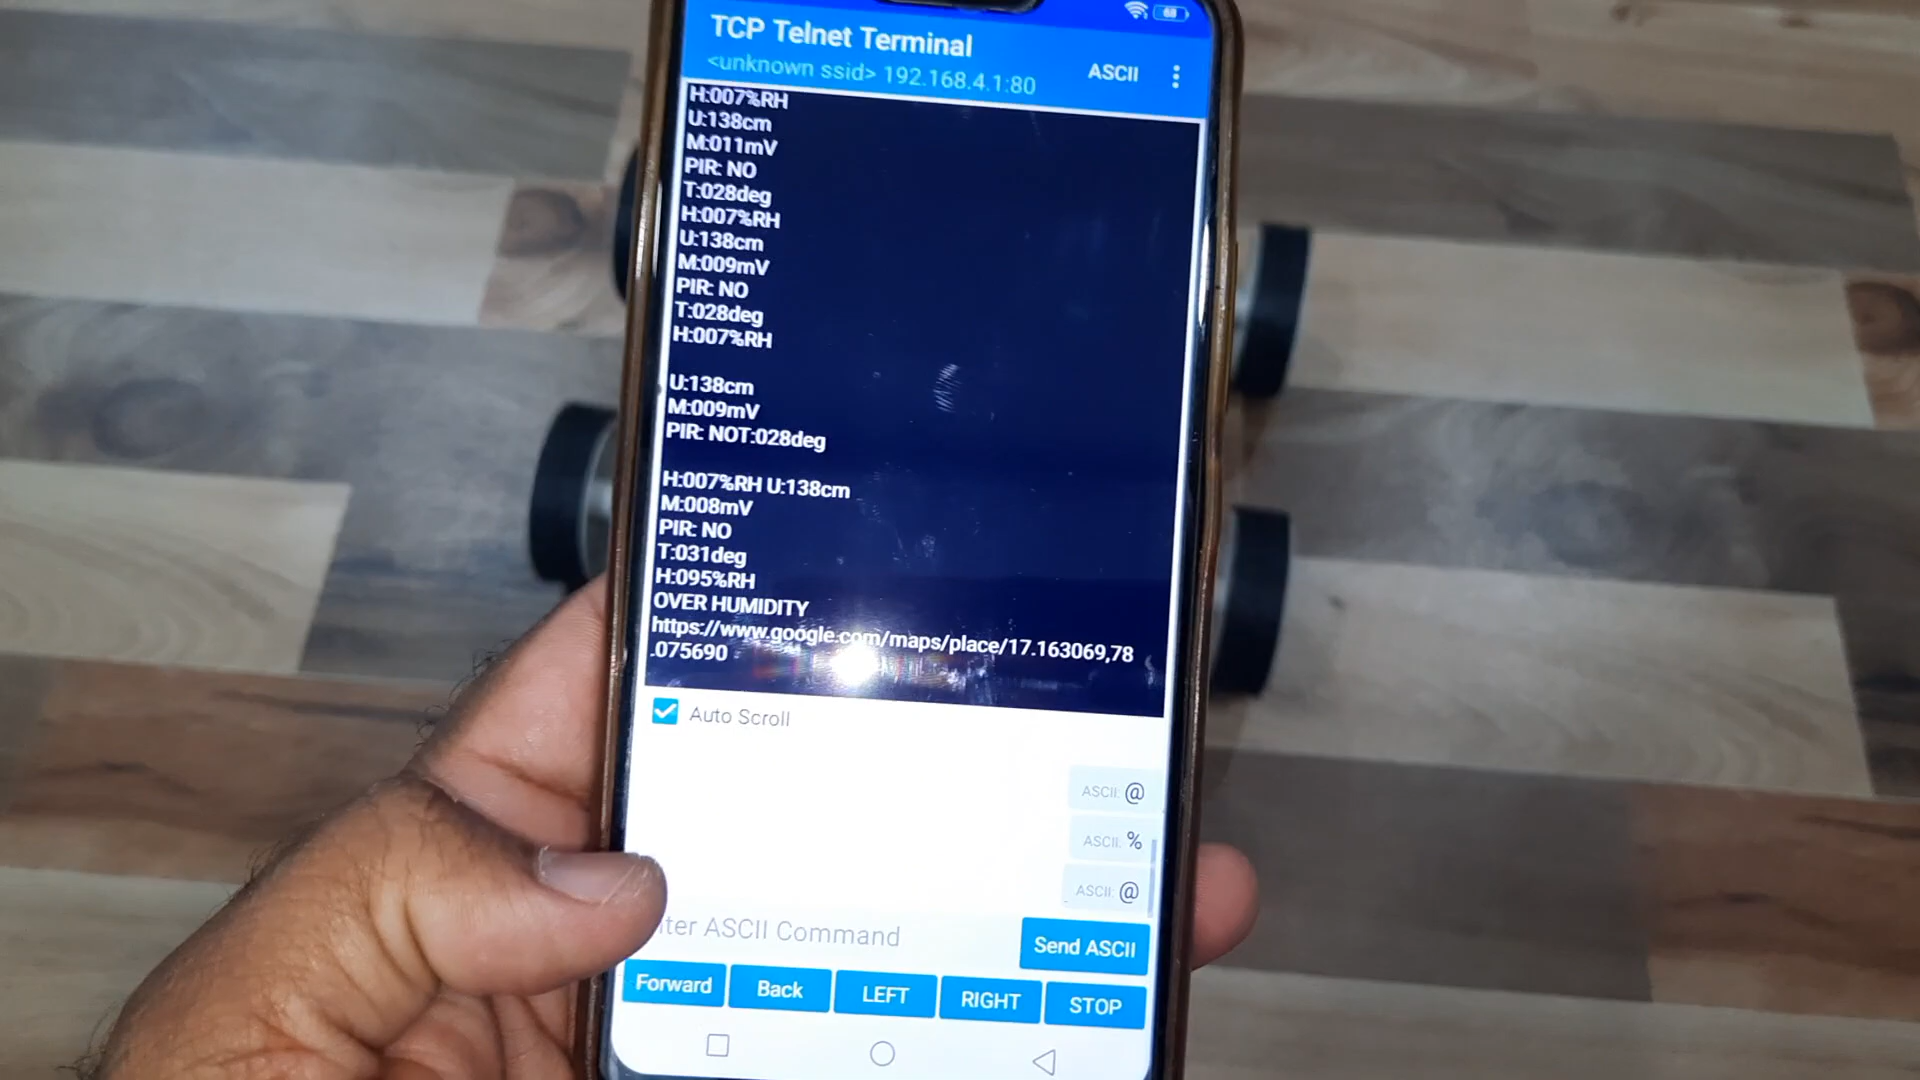 68
TCP Telnet Terminal
<unknown ssid> 192.168.4.1:80
ASCII
H:007%RH
U:138cm
M:011mV
PIR: NO
T:028deg
H:007%RH
U:138cm
M:009mV
PIR: NO
T:028deg
H:007%RH
U:138cm
M:009mV
PIR: NOT:028deg
H:007%RH U:138cm
M:008mV
PIR: NO
T:031deg
H:095%RH
OVER HUMIDITY
https://www.google.com/maps/place/17.163069,78
.075690
Auto Scroll
ASCII: @
ASCII: %
ASCII: @
ter ASCII Command
Send ASCII
Forward
Back
LEFT
RIGHT
STOP